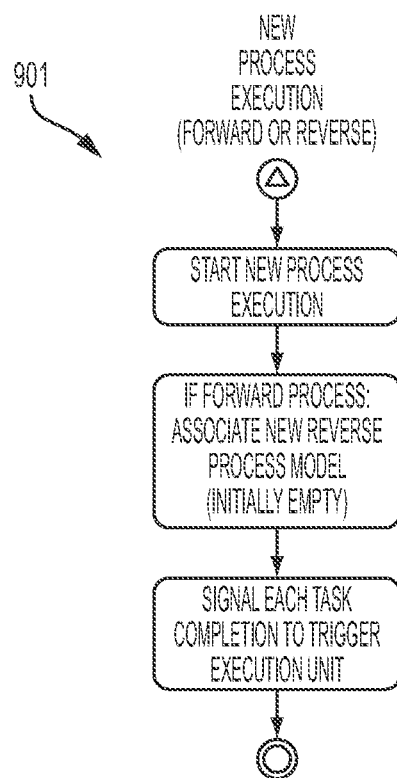 901
NEW
PROCESS
EXECUTION
(FORWARD OR REVERSE)
START NEW PROCESS
EXECUTION
IF FORWARD PROCESS:
ASSOCIATE NEW REVERSE
PROCESS MODEL
(INITIALLY EMPTY)
SIGNAL EACH TASK
COMPLETION TO TRIGGER
EXECUTION UNIT